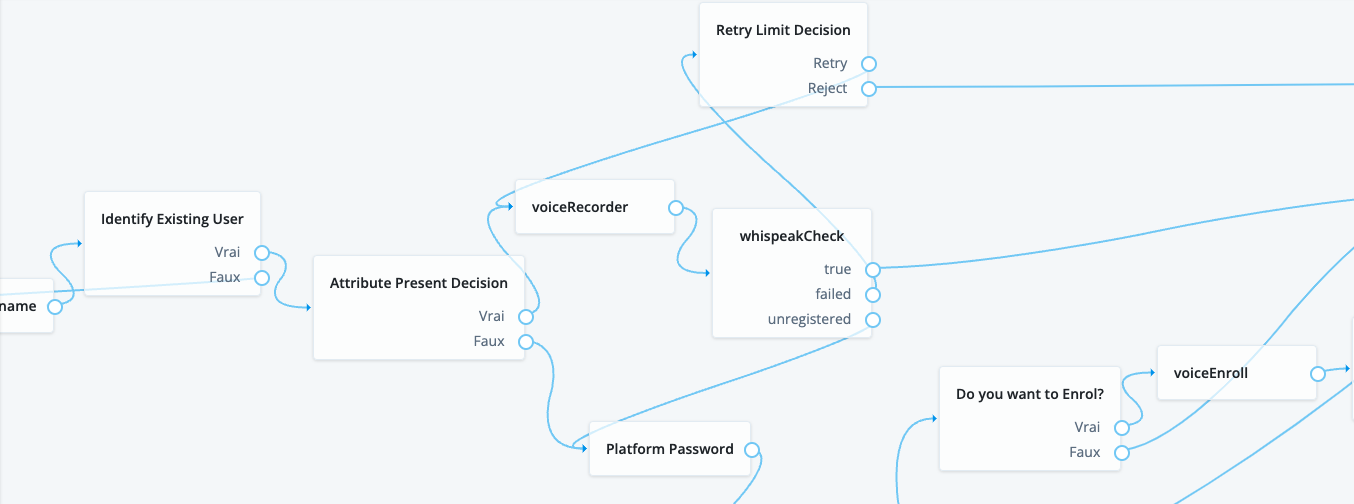 Retry Limit Decision
Retry
Reject
Identify Existing User
Vrai
Faux
name
Attribute Present Decision
Vrai
Faux
voiceRecorder
whispeakCheck
true
failed
unregistered
Platform Password
Do you want to Enrol?
Vrai
Faux
voiceEnroll